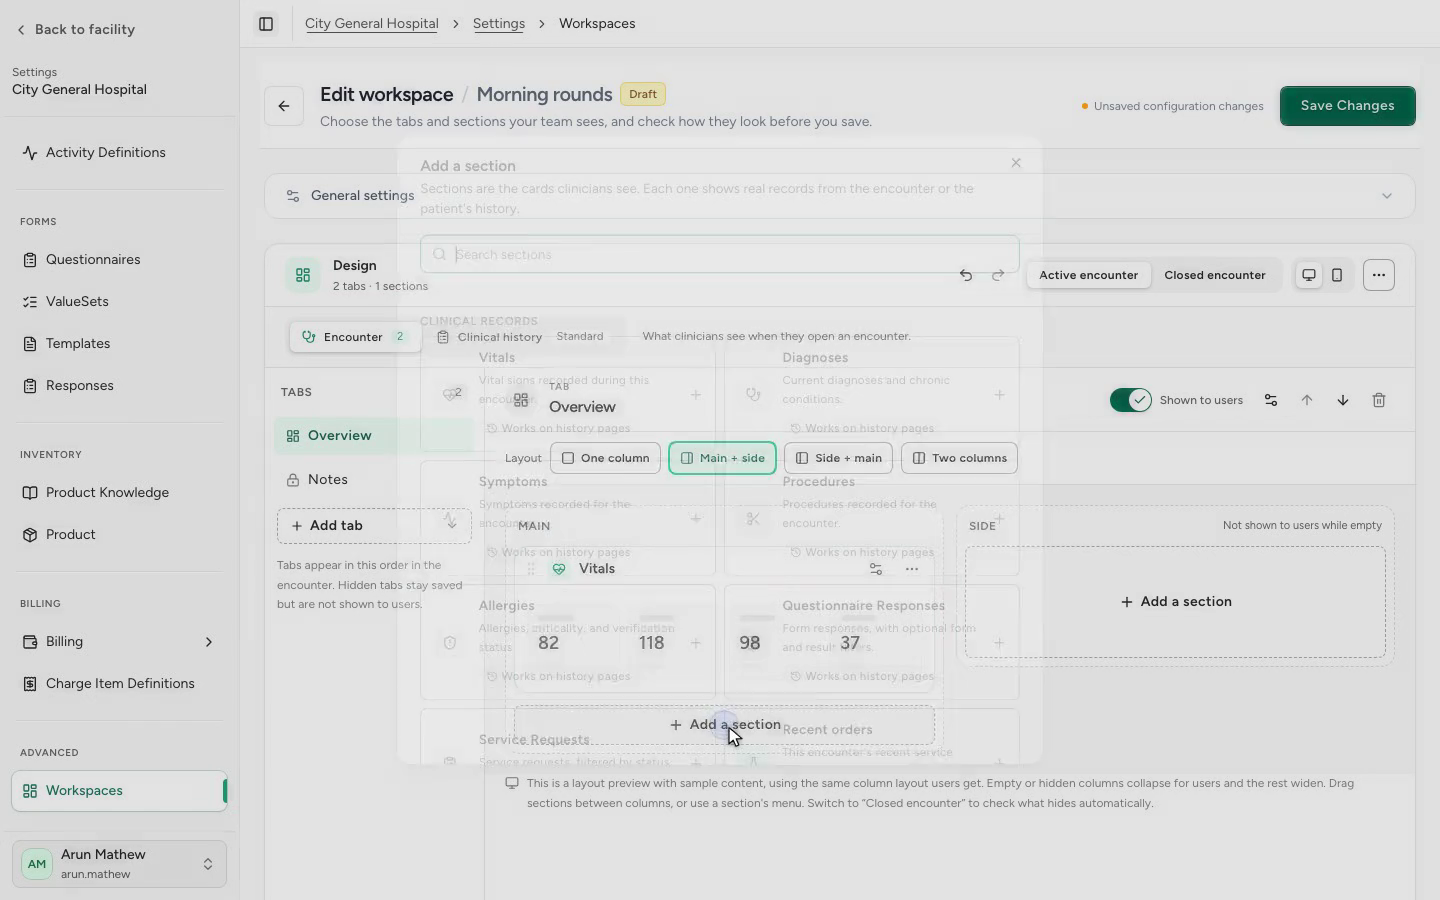 Back to facility
Settings
City General Hospital
Activity Definitions
FORMS
Questionnaires
ValueSets
Templates
Responses
INVENTORY
Product Knowledge
Product
BILLING
Billing
Charge Item Definitions
ADVANCED
Workspaces
AM
Arun Mathew
arun.mathew
City General Hospital > Settings > Workspaces
Edit workspace / Morning rounds Draft
Choose the tabs and sections your team sees, and check how they look before you save.
Unsaved configuration changes
Save Changes
General settings
Design
2 tabs · 1 sections
Active encounter Closed encounter
Encounter 2 Clinical history Standard What clinicians see when they open an encounter.
TABS 2
Overview
Notes
+ Add tab
Tabs appear in this order in the
encounter. Hidden tabs stay saved
but are not shown to users.
TAB
Overview
Shown to users
Layout One column Main + side Side + main Two columns
MAIN
Vitals
82 118 98 37
+ Add a section
SIDE Not shown to users while empty
+ Add a section
This is a layout preview with sample content, using the same column layout users get. Empty or hidden columns collapse for users and the rest widen. Drag
sections between columns, or use a section's menu. Switch to “Closed encounter” to check what hides automatically.
Add a section
Sections are the cards clinicians see. Each one shows real records from the encounter or the
patient's history.
Search sections
CLINICAL RECORDS
Vitals
Vital signs recorded during this
encounter.
Works on history pages
Diagnoses
Current diagnoses and chronic
conditions.
Works on history pages
Symptoms
Symptoms recorded for the
encounter.
Works on history pages
Procedures
Procedures recorded for the
encounter.
Works on history pages
Allergies
Allergies, criticality, and verification
status
Works on history pages
Questionnaire Responses
Form responses, with optional form
and result filters.
Works on history pages
Service Requests
Service requests, filtered by status
Recent orders
This encounter's recent service